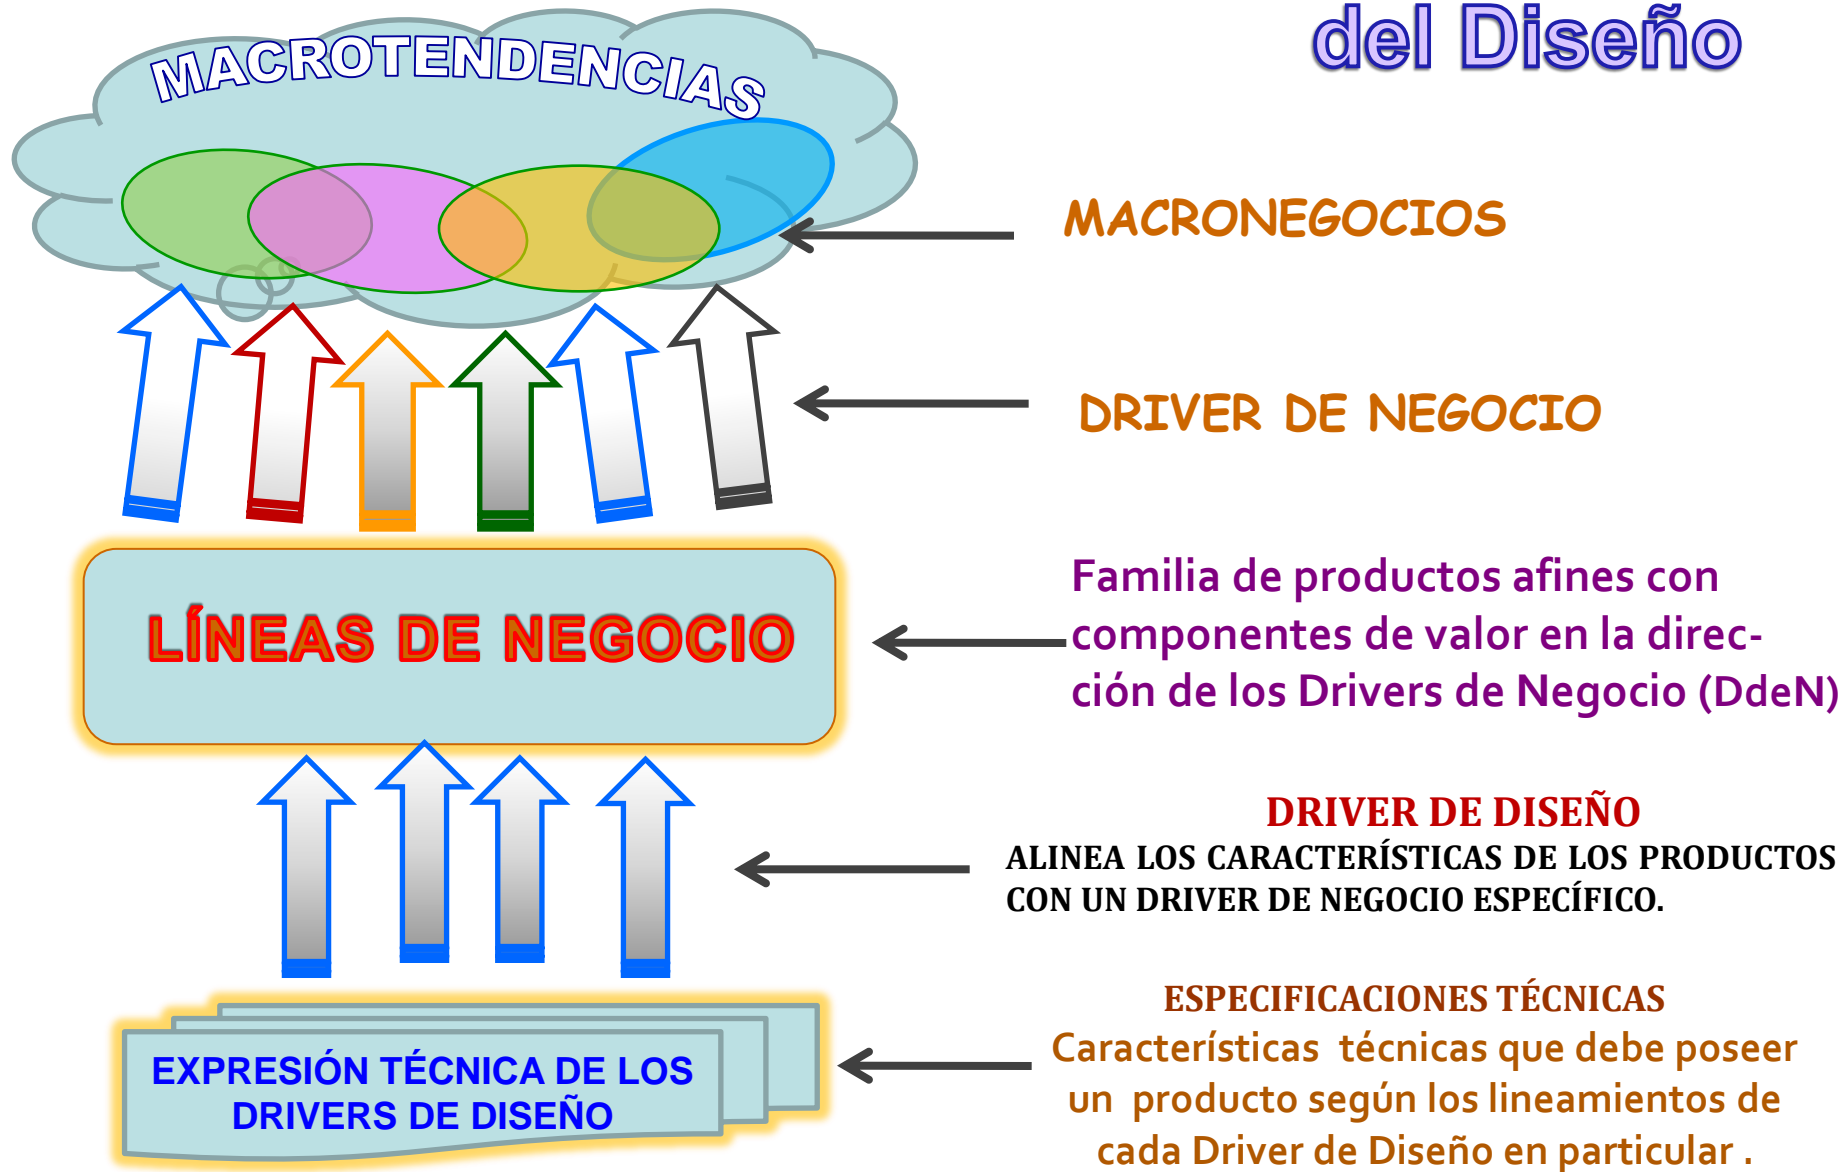 del Diseño
MACROTENDENCIAS
MACRONEGOCIOS
DRIVER DE NEGOCIO
LÍNEAS DE NEGOCIO
Familia de productos afines con
componentes de valor en la direc-
ción de los Drivers de Negocio (DdeN)
DRIVER DE DISEÑO
ALINEA LOS CARACTERÍSTICAS DE LOS PRODUCTOS
CON UN DRIVER DE NEGOCIO ESPECÍFICO.
EXPRESIÓN TÉCNICA DE LOS
DRIVERS DE DISEÑO
ESPECIFICACIONES TÉCNICAS
Características técnicas que debe poseer
un producto según los lineamientos de
cada Driver de Diseño en particular .